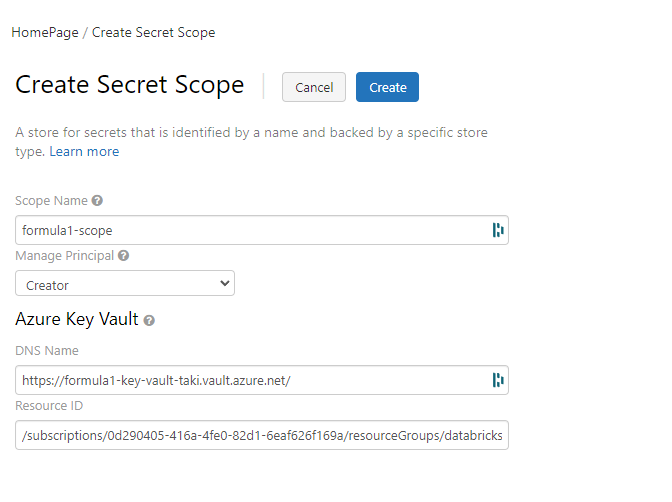 HomePage / Create Secret Scope
Create Secret Scope
Cancel
Create
A store for secrets that is identified by a name and backed by a specific store
type. Learn more
Scope Name ?
formula1-scope
Manage Principal ?
Creator
Azure Key Vault ?
DNS Name
https://formula1-key-vault-taki.vault.azure.net/
Resource ID
/subscriptions/0d290405-416a-4fe0-82d1-6eaf626f169a/resourceGroups/databricks